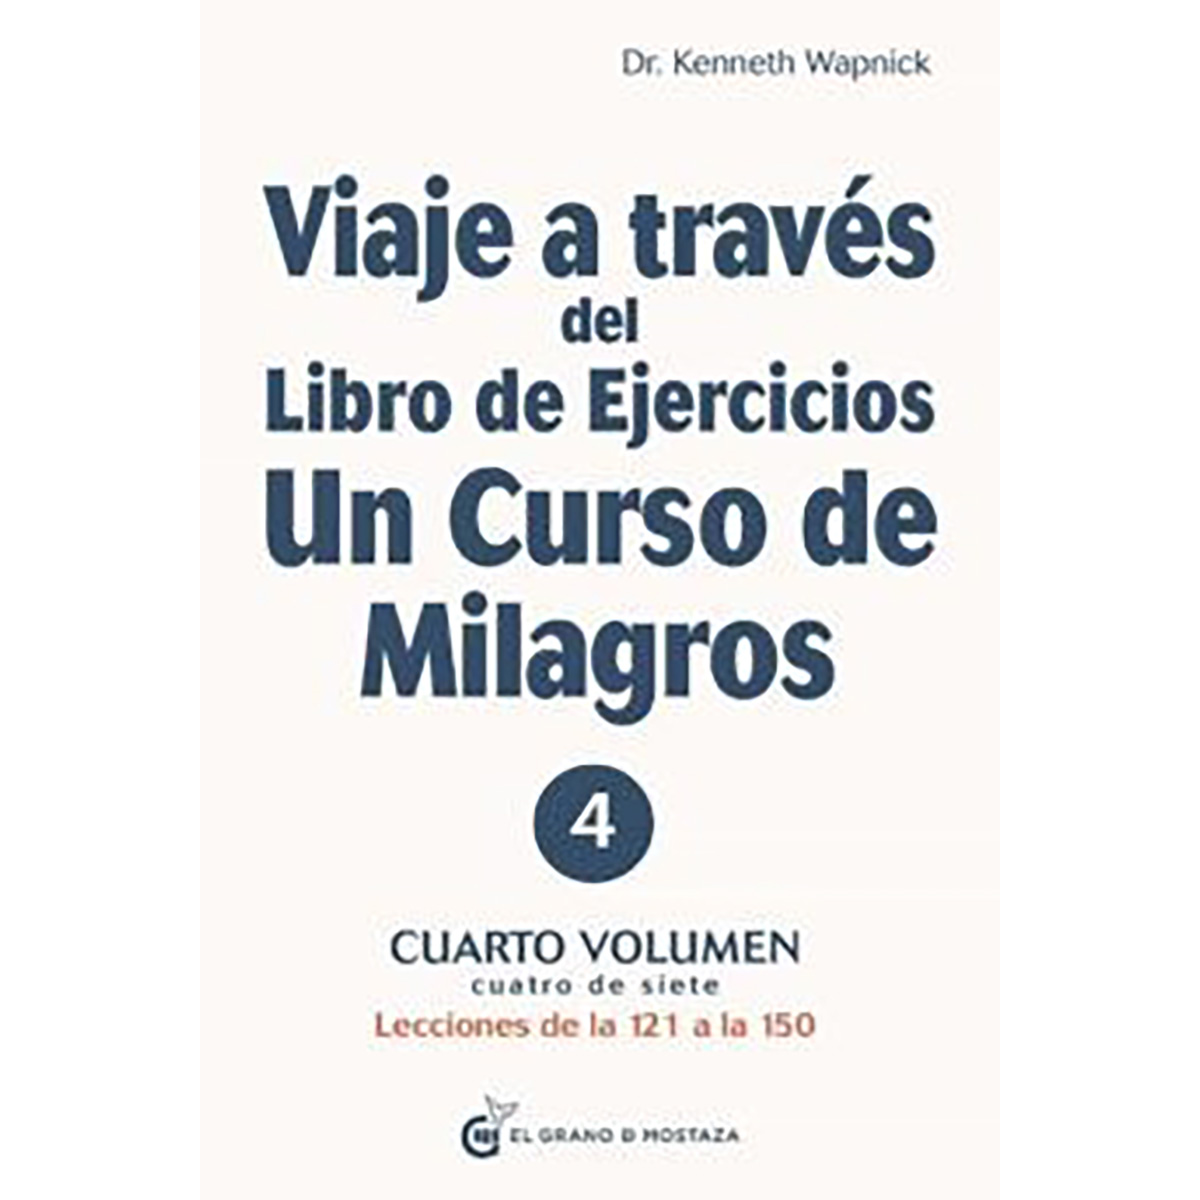 Dr. Kenneth Wapnick
Viaje a través
del
Libro de Ejercicios
Un Curso de
Milagros
4
CUARTO VOLUMEN
cuatro de siete
Lecciones de la 121 a la 150
EL GRANO D MOSTAZA